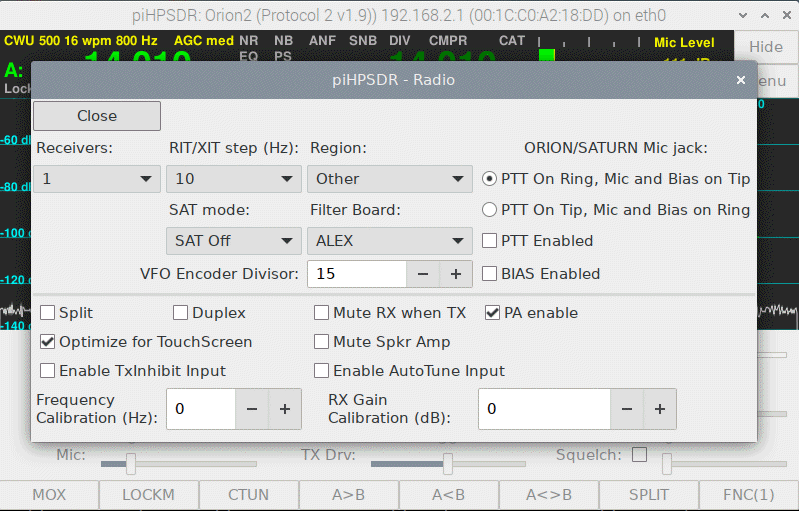 piHPSDR: Orion2 (Protocol 2 v1.9)) 192.168.2.1 (00:1C:C0:A2:18:DD) on eth0
CWU 500 16 wpm 800 Hz AGC med NR NB ANF SNB DIV CMPR CAT Mic Level Hide
EQ PS
A:
Lock
piHPSDR - Radio
Close
Receivers: RIT/XIT step (Hz): Region: ORION/SATURN Mic jack:
1 10 Other PTT On Ring, Mic and Bias on Tip
SAT mode: Filter Board: PTT On Tip, Mic and Bias on Ring
SAT Off ALEX PTT Enabled
VFO Encoder Divisor: 15 BIAS Enabled
Split Duplex Mute RX when TX PA enable
Optimize for TouchScreen Mute Spkr Amp
Enable TxInhibit Input Enable AutoTune Input
Frequency Calibration (Hz): 0 RX Gain Calibration (dB): 0
-60
-80
-100
-120
-140
Mic: TX Drv: Squelch:
MOX LOCKM CTUN A>B A<B A<>B SPLIT FNC(1)